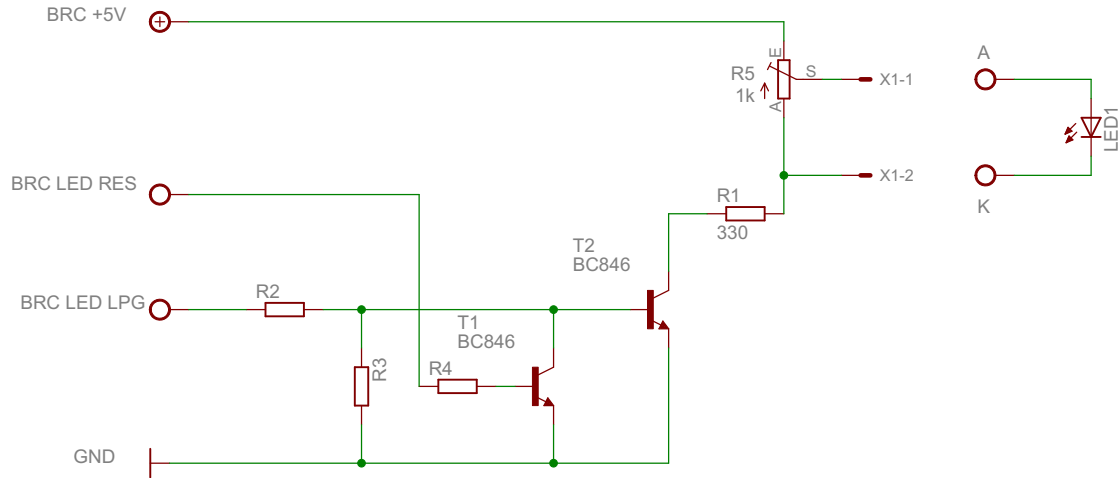 BRC +5V
E
A
R5
S
X1-1
1k
A
LED1
BRC LED RES
X1-2
R1
K
330
T2
BC846
BRC LED LPG
R2
T1
BC846
R3
R4
GND